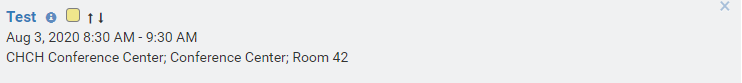 Test
Aug 3, 2020 8:30 AM - 9:30 AM
CHCH Conference Center; Conference Center; Room 42